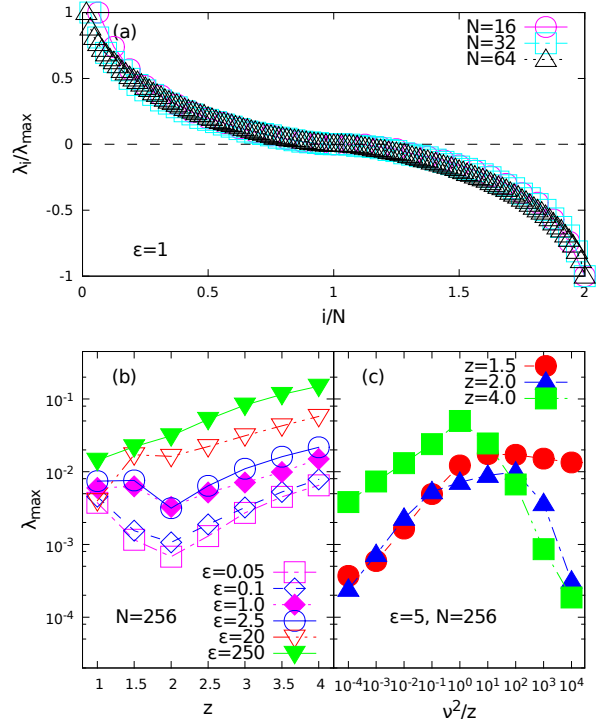 (a)
N=16
N=32
N=64
1
0.5
0
-0.5
-1
λi/λmax
ε=1
0 0.5 1 1.5 2
i/N
(b)
10⁻¹
10⁻²
10⁻³
10⁻⁴
λmax
N=256
ε=0.05
ε=0.1
ε=1.0
ε=2.5
ε=20
ε=250
1 1.5 2 2.5 3 3.5 4
z
(c)
z=1.5
z=2.0
z=4.0
ε=5, N=256
10⁻⁴ 10⁻³ 10⁻² 10⁻¹ 10⁰ 10¹ 10² 10³ 10⁴
ν²/z